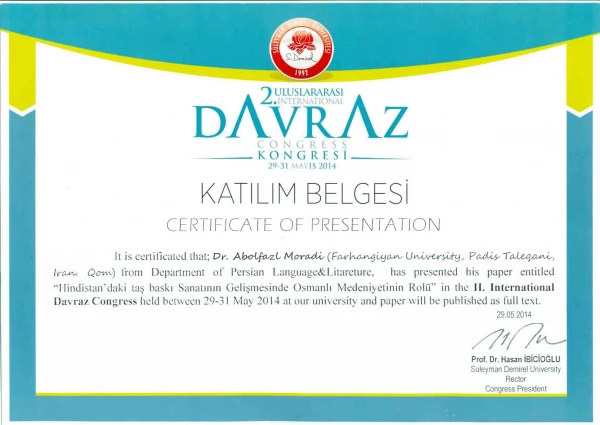 SÜLEYMAN DEMİREL ÜNİVERSİTESİ
S. Demirel
1992
2. ULUSLARARASI
INTERNATIONAL
DAVRAZ
CONGRESS
KONGRESİ
29-31 MAYIS 2014
KATILIM BELGESİ
CERTIFICATE OF PRESENTATION
It is certificated that; Dr. Abolfazl Moradi (Farhangiyan University, Padis Taleqani,
Iran, Qom) from Department of Persian Language&Litareture, has presented his paper entitled
"Hindistan'daki taş baskı Sanatının Gelişmesinde Osmanlı Medeniyetinin Rolü" in the II. International
Davraz Congress held between 29-31 May 2014 at our university and paper will be published as full text.
29.05.2014
Prof. Dr. Hasan İBİCİOĞLU
Suleyman Demirel University
Rector
Congress President